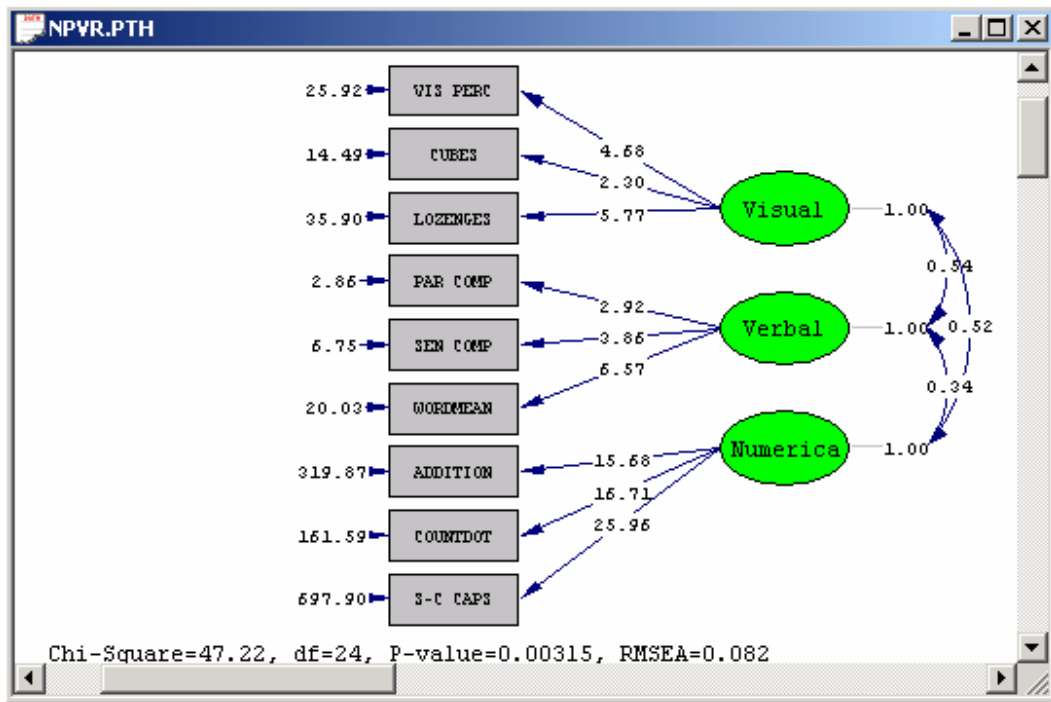 NPVR.PTH
25.92 VIS PERC
4.68
14.49 CUBES
2.30
35.90 LOZENGES
5.77
Visual 1.00
0.54
2.86 PAR COMP
2.92
6.75 SEN COMP
3.86
Verbal 1.00
0.52
6.57
20.03 WORDMEAN
0.34
319.87 ADDITION
15.68
Numerica 1.00
16.71
161.59 COUNTDOT
25.96
697.90 S-C CAPS
Chi-Square=47.22, df=24, P-value=0.00315, RMSEA=0.082